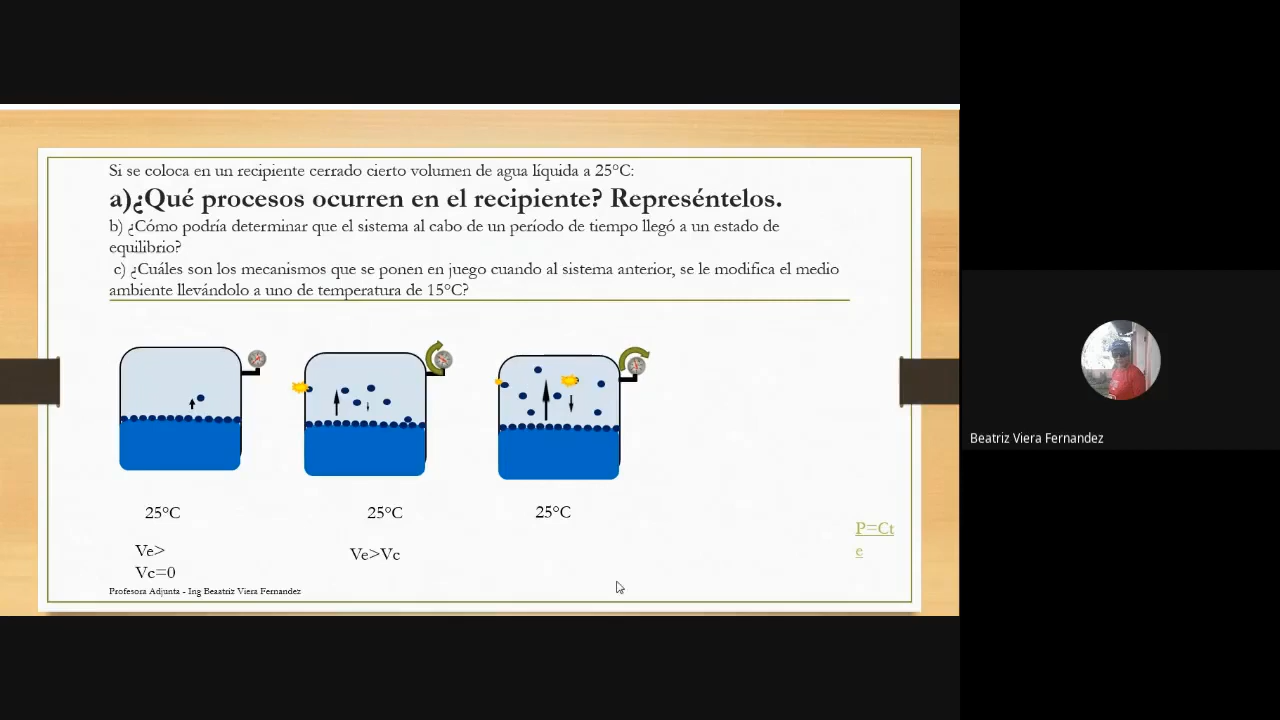 Si se coloca en un recipiente cerrado cierto volumen de agua líquida a 25°C:
a)¿Qué procesos ocurren en el recipiente? Represéntelos.
b) ¿Cómo podría determinar que el sistema al cabo de un período de tiempo llegó a un estado de
equilibrio?
c) ¿Cuáles son los mecanismos que se ponen en juego cuando al sistema anterior, se le modifica el medio
ambiente llevándolo a uno de temperatura de 15°C?
25°C
25°C
25°C
Ve>
Vc=0
Ve>Vc
P=Ct
e
Profesora Adjunta - Ing Beaatriz Viera Fernandez
Beatriz Viera Fernandez